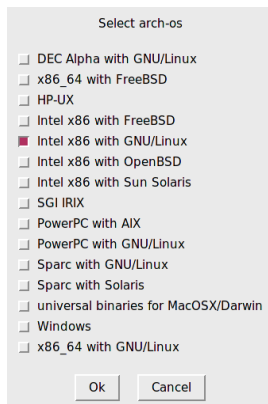 Select arch-os
DEC Alpha with GNU/Linux
x86_64 with FreeBSD
HP-UX
Intel x86 with FreeBSD
Intel x86 with GNU/Linux
Intel x86 with OpenBSD
Intel x86 with Sun Solaris
SGI IRIX
PowerPC with AIX
PowerPC with GNU/Linux
Sparc with GNU/Linux
Sparc with Solaris
universal binaries for MacOSX/Darwin
Windows
x86_64 with GNU/Linux
Ok Cancel